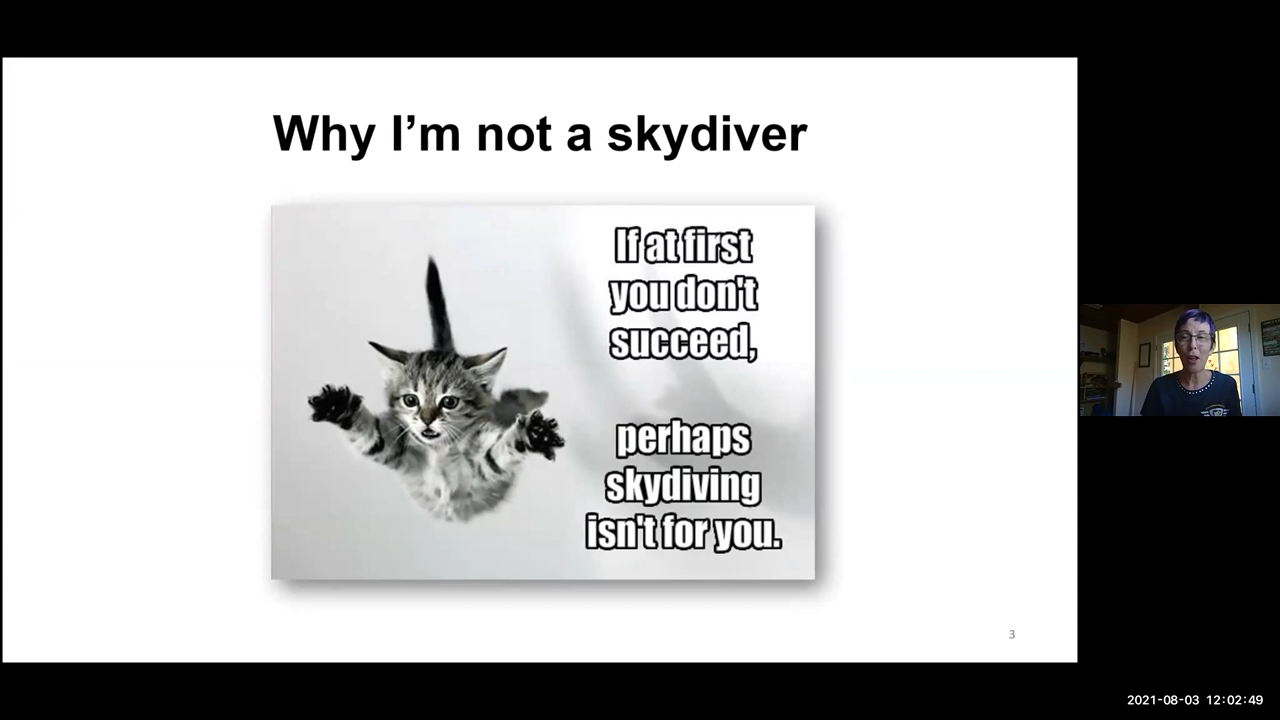 Why I’m not a skydiver
If at first
you don't
succeed,
perhaps
skydiving
isn't for you.
3
2021-08-03 12:02:49